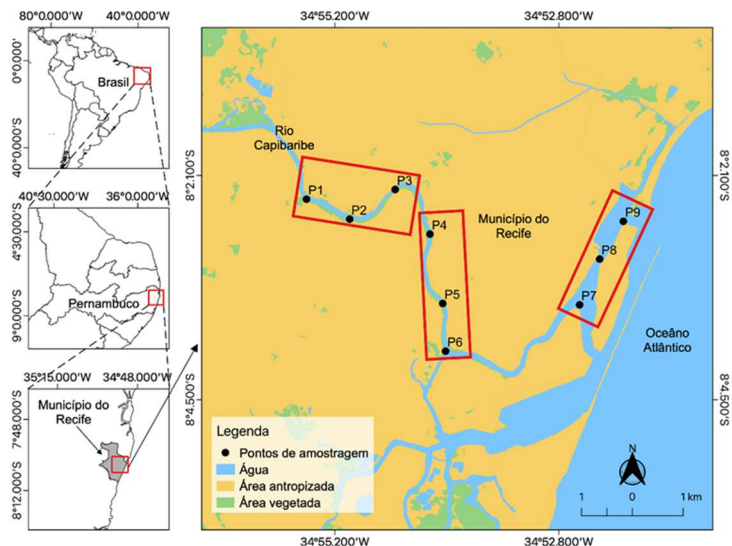 80°0.000'W 40°0.000'W
0°0.000'
40°0.000'S
Brasil
40°30.000'W 36°0.000'W
4°30.000'S
9°0.000'S
Pernambuco
35°15.000'W 34°48.000'W
7°48.000'S
8°12.000'S
Município do
Recife
34°55.200'W 34°52.800'W
8°2.100'S
8°4.500'S
Rio
Capibaribe
P1
P2
P3
P4
P5
P6
Município do
Recife
P9
P8
P7
Oceâno
Atlântico
8°2.100'S
8°4.500'S
Legenda
Pontos de amostragem
Água
Área antropizada
Área vegetada
N
1 0 1 km
34°55.200'W 34°52.800'W